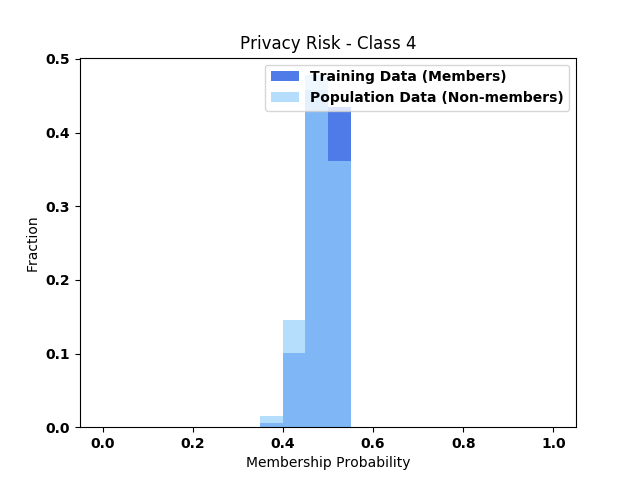 Privacy Risk - Class 4
Training Data (Members)
Population Data (Non-members)
0.5
0.4
0.3
0.2
0.1
0.0
Fraction
0.0 0.2 0.4 0.6 0.8 1.0
Membership Probability